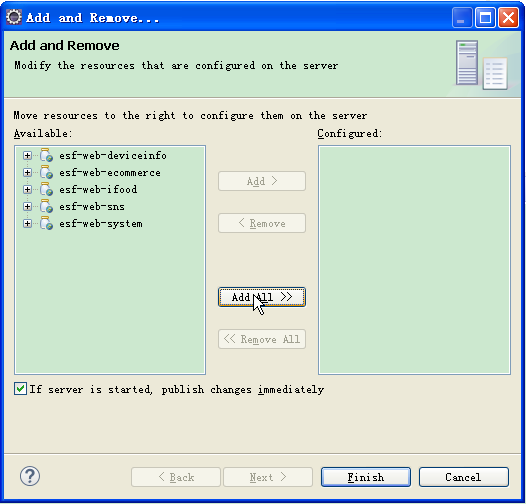 Add and Remove...
Add and Remove
Modify the resources that are configured on the server
Move resources to the right to configure them on the server
Available:
Configured:
esf-web-deviceinfo
esf-web-ecommerce
esf-web-ifood
esf-web-sns
esf-web-system
Add >
< Remove
Add All >>
<< Remove All
If server is started, publish changes immediately
? < Back Next > Finish Cancel